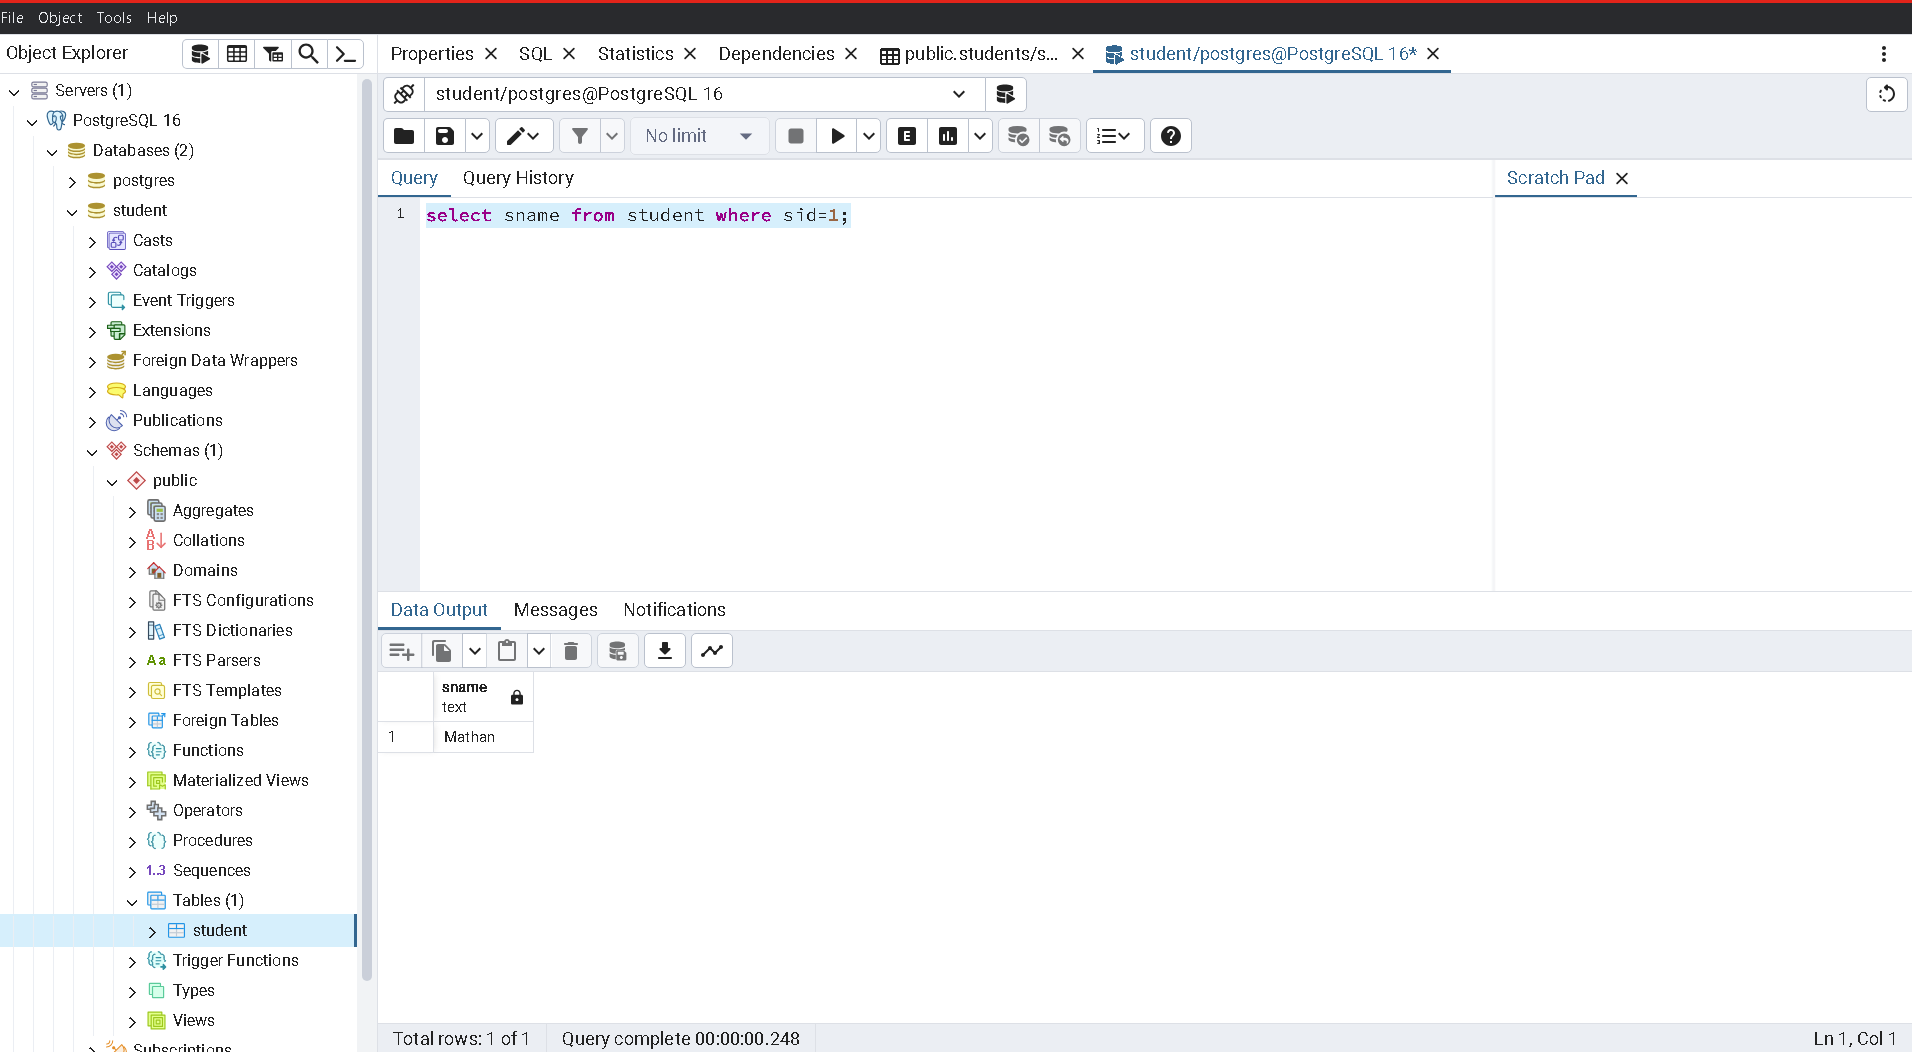 File Object Tools Help
Object Explorer
Properties SQL Statistics Dependencies public.students/s... student/postgres@PostgreSQL 16*
student/postgres@PostgreSQL 16
No limit
E
Query Query History
Scratch Pad
1 select sname from student where sid=1;
Servers (1)
PostgreSQL 16
Databases (2)
postgres
student
Casts
Catalogs
Event Triggers
Extensions
Foreign Data Wrappers
Languages
Publications
Schemas (1)
public
Aggregates
Collations
Domains
FTS Configurations
FTS Dictionaries
Aa FTS Parsers
FTS Templates
Foreign Tables
Functions
Materialized Views
Operators
Procedures
1..3 Sequences
Tables (1)
student
Trigger Functions
Types
Views
Subscriptions
Data Output Messages Notifications
sname
text
1 Mathan
Total rows: 1 of 1 Query complete 00:00:00.248 Ln 1, Col 1